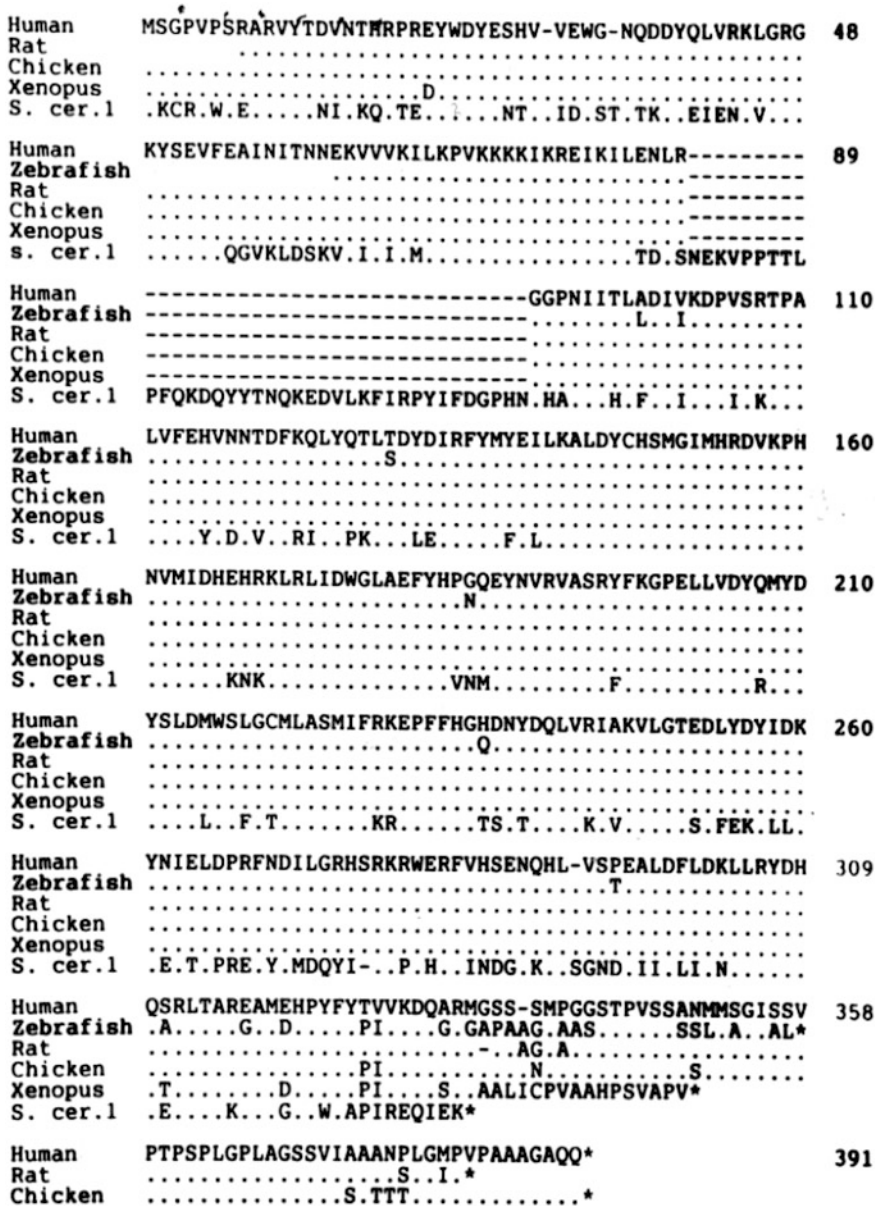 Human MSGPVPSRARVYTDVNTHRPREYWDYESHV-VEWG-NQDDYQLVRKLGRG 48
Rat ...........................................
Chicken ..................................................
Xenopus .....................D............................
S. cer.1 .KCR.W.E.....NI.KQ.TE......NT..ID.ST.TK..EIEN.V...
Human KYSEVFEAINITNNEKVVVKILKPVKKKKIKREIKILENLR--------- 89
Zebrafish ...........................---------
Rat .........................................---------
Chicken .........................................---------
Xenopus .........................................---------
s. cer.1 ......QGVKLDSKV.I.I.M................TD.SNEKVPPTTL
Human -----------------------------GGPNIITLADIVKDPVSRTPA 110
Zebrafish -----------------------------........L..I.........
Rat -----------------------------.....................
Chicken -----------------------------.....................
Xenopus -----------------------------.....................
S. cer.1 PFQKDQYYTNQKEDVLKFIRPYIFDGPHN.HA...H.F..I...I.K...
Human LVFEHVNNTDFKQLYQTLTDYDIRFYMYEILKALDYCHSMGIMHRDVKPH 160
Zebrafish ..................S...............................
Rat ..................................................
Chicken ..................................................
Xenopus ..................................................
S. cer.1 ....Y.D.V..RI..PK...LE.....F.L....................
Human NVMIDHEHRKLRLIDWGLAEFYHPGQEYNVRVASRYFKGPELLVDYQMYD 210
Zebrafish ........................N.........................
Rat ..................................................
Chicken ..................................................
Xenopus ..................................................
S. cer.1 ......KNK..............VNM.........F..........R...
Human YSLDMWSLGCMLASMIFRKEPFFHGHDNYDQLVRIAKVLGTEDLYDYIDK 260
Zebrafish .........................Q........................
Rat ..................................................
Chicken ..................................................
Xenopus ..................................................
S. cer.1 ....L..F.T.......KR......TS.T....K.V.....S.FEK.LL.
Human YNIELDPRFNDILGRHSRKRWERFVHSENQHL-VSPEALDFLDKLLRYDH 309
Zebrafish ...................................T..............
Rat ..................................................
Chicken ..................................................
Xenopus ..................................................
S. cer.1 .E.T.PRE.Y.MDQYI-..P.H..INDG.K..SGND.II.LI.N......
Human QSRLTAREAMEHPYFYTVVKDQARMGSS-SMPGGSTPVSSANMMSGISSV 358
Zebrafish .A.....G..D.....PI....G.GAPAAG.AAS.......SSL.A..AL*
Rat .........................-..AG.A..................
Chicken ................PI...........N...........S........
Xenopus .T........D.....PI....S..AALICPVAAHPSVAPV*
S. cer.1 .E....K...G..W.APIREQIEK*
Human PTPSPLGPLAGSSVIAAANPLGMPVPAAAGAQQ* 391
Rat ...................S..I.*
Chicken ...............S.TTT.............*